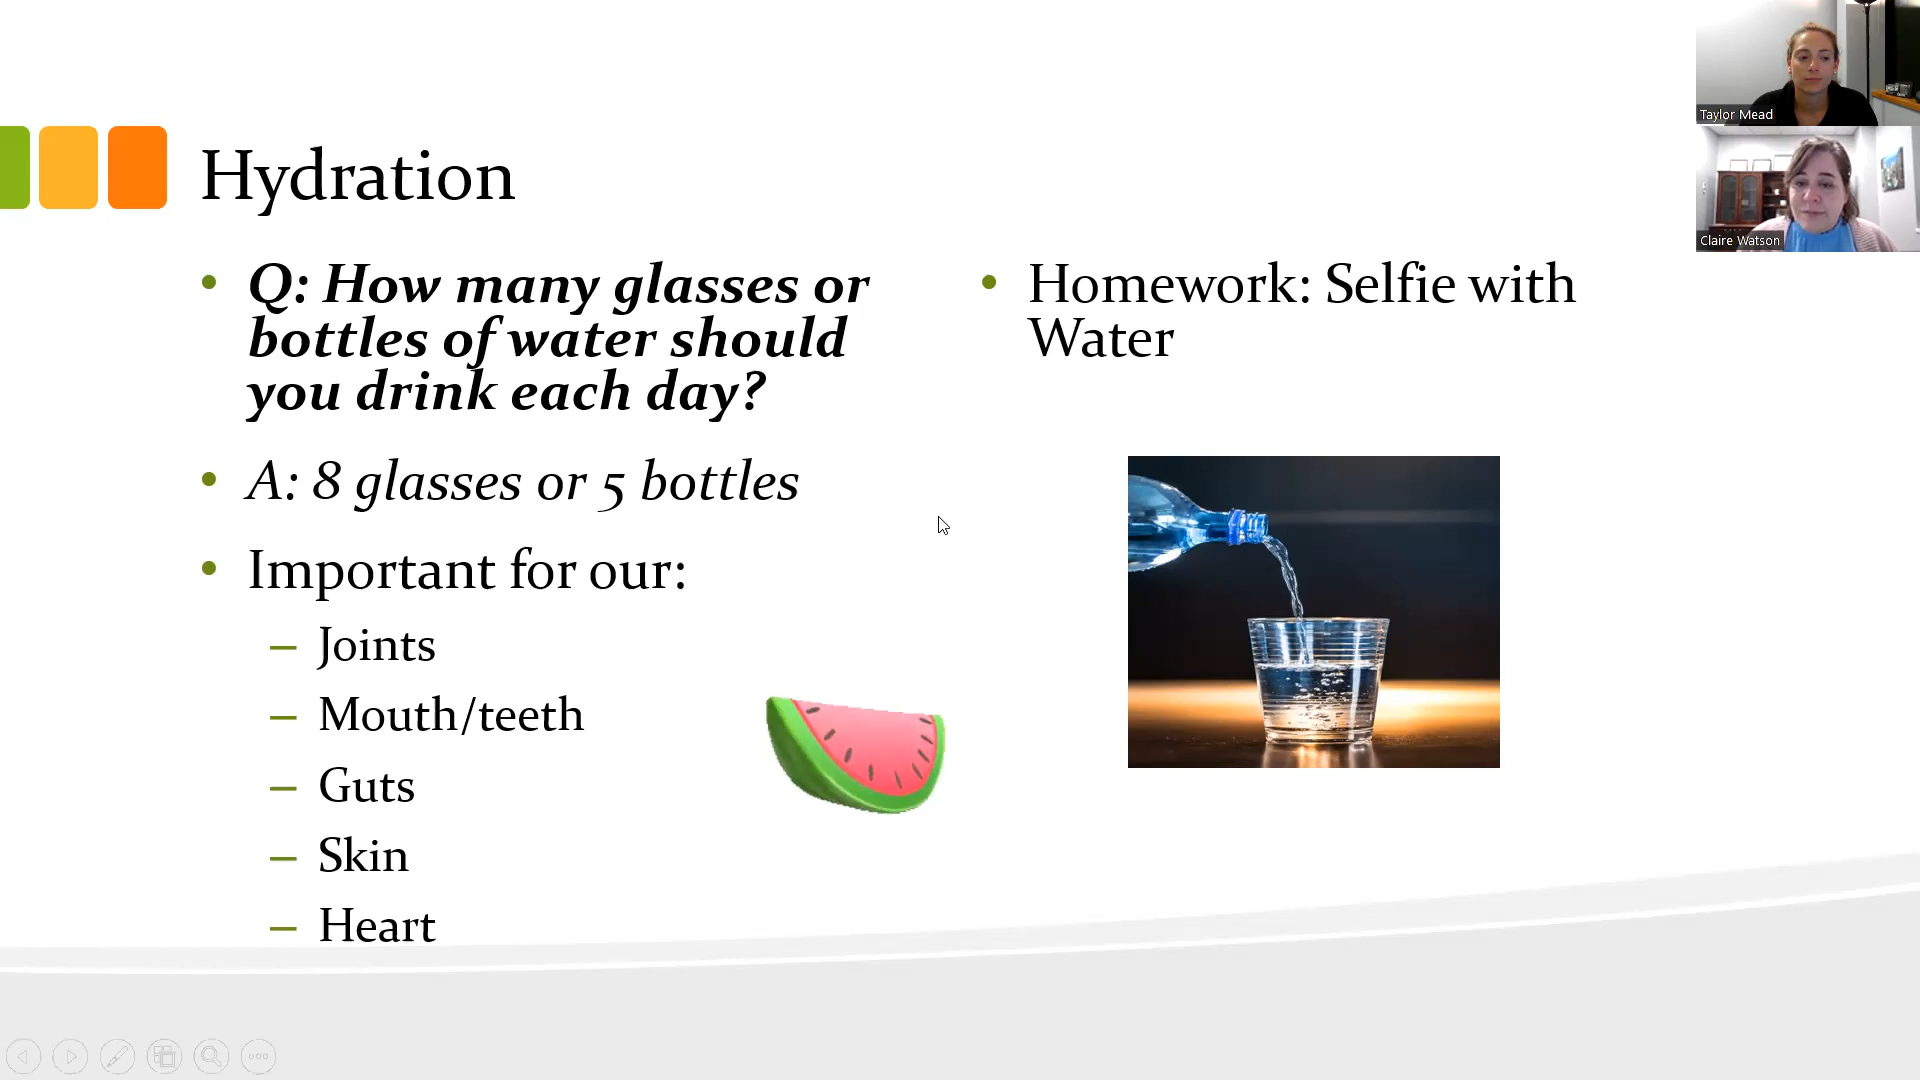 Hydration
Q: How many glasses or
bottles of water should
you drink each day?
A: 8 glasses or 5 bottles
Important for our:
– Joints
– Mouth/teeth
– Guts
– Skin
– Heart
Homework: Selfie with
Water
Taylor Mead
Claire Watson